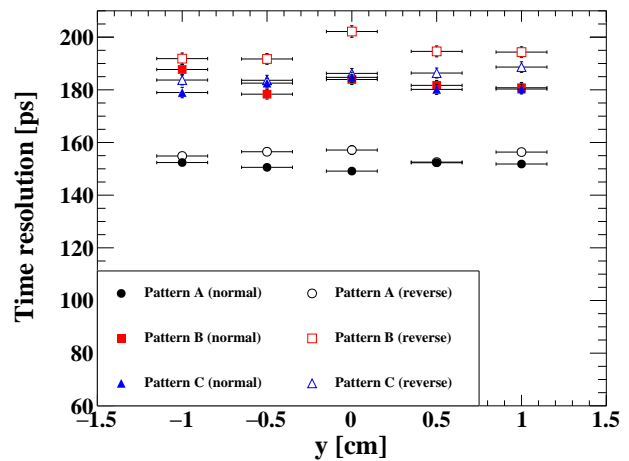 Time resolution [ps]
200
180
160
140
120
100
80
60
Pattern A (normal) Pattern A (reverse)
Pattern B (normal) Pattern B (reverse)
Pattern C (normal) Pattern C (reverse)
−1.5 −1 −0.5 0 0.5 1 1.5
y [cm]